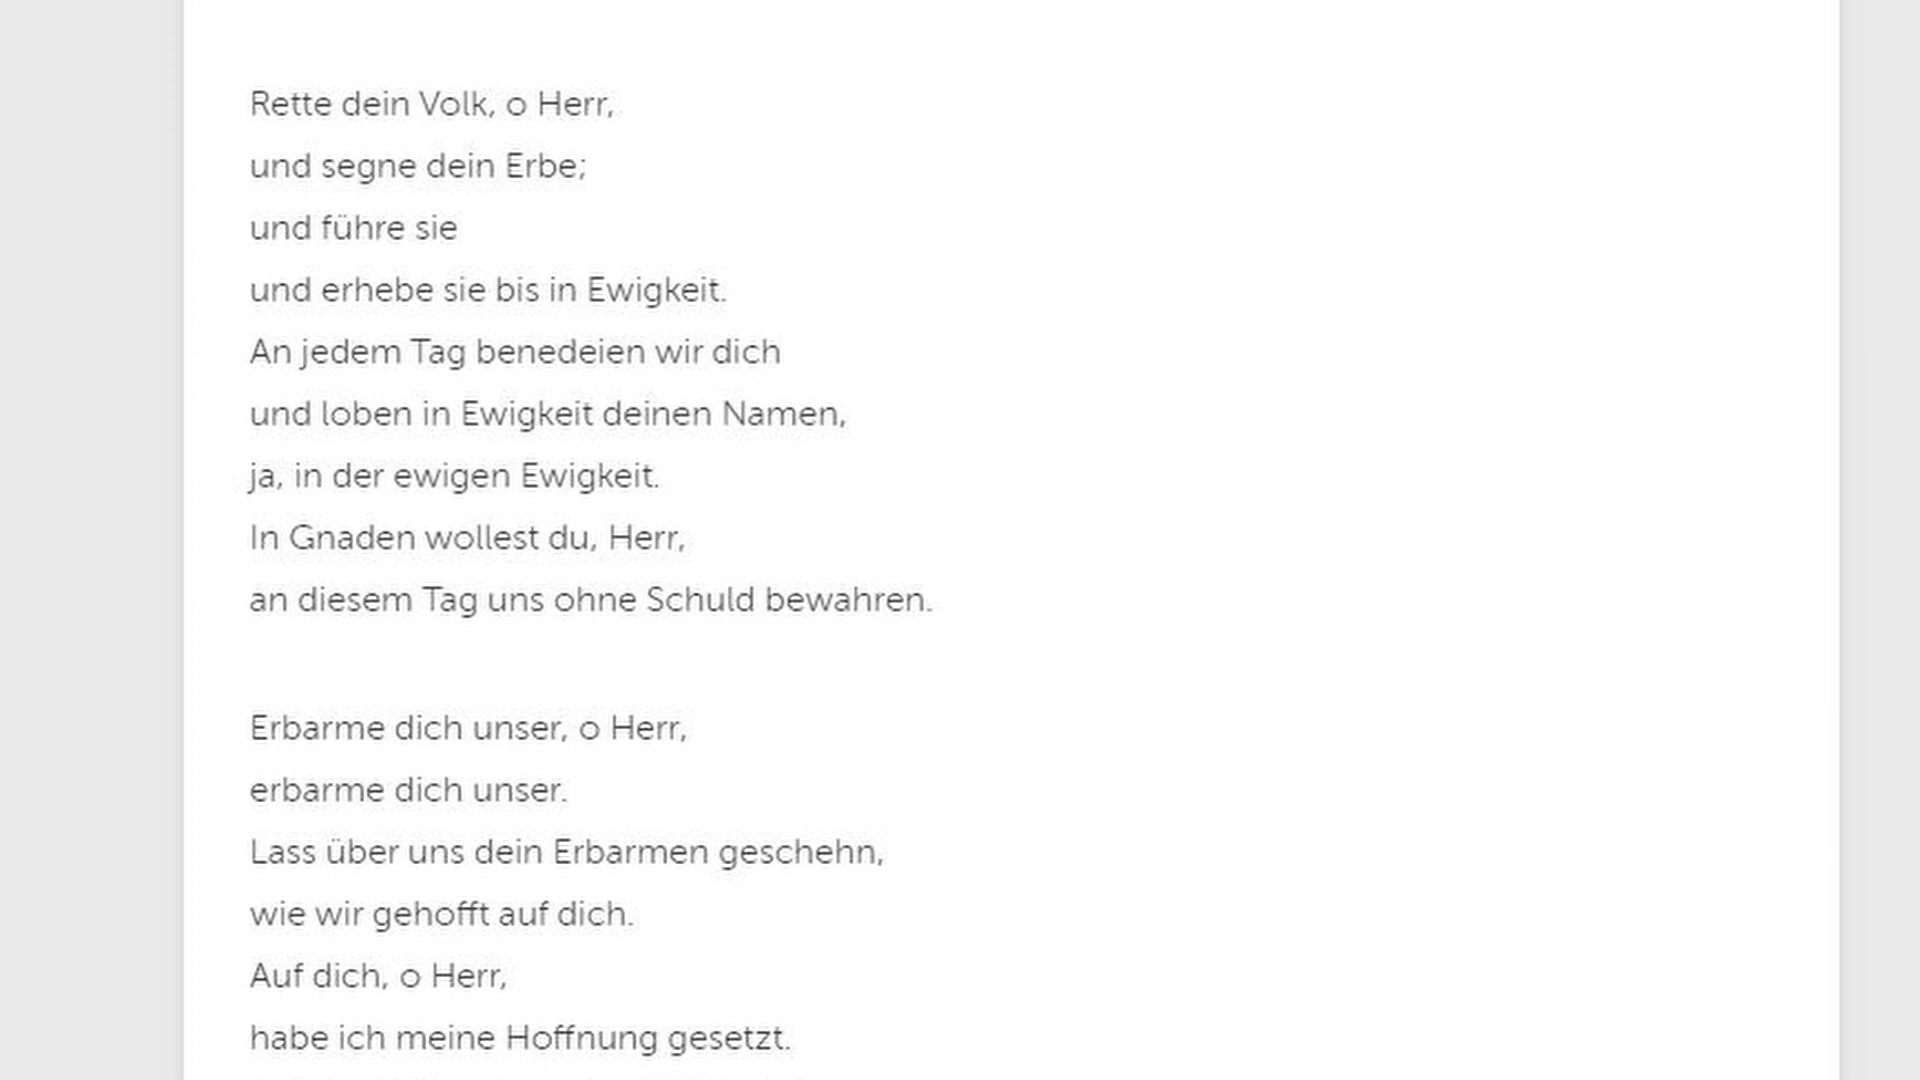 Rette dein Volk, o Herr,
und segne dein Erbe;
und führe sie
und erhebe sie bis in Ewigkeit.
An jedem Tag benedeien wir dich
und loben in Ewigkeit deinen Namen,
ja, in der ewigen Ewigkeit.
In Gnaden wollest du, Herr,
an diesem Tag uns ohne Schuld bewahren.
Erbarme dich unser, o Herr,
erbarme dich unser.
Lass über uns dein Erbarmen geschehn,
wie wir gehofft auf dich.
Auf dich, o Herr,
habe ich meine Hoffnung gesetzt.